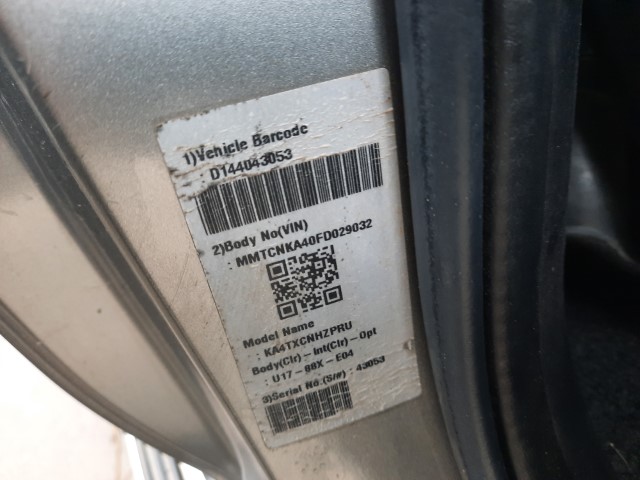 1)Vehicle Barcode
: D144043053
2)Body No(VIN)
: MMTCNKA40FD029032
Model Name
: KA4TXCNHZPRU
Body(Clr)-Int(Clr)-Opt
: U17-98X-E04
3)Serial No.(S/#) : 43053